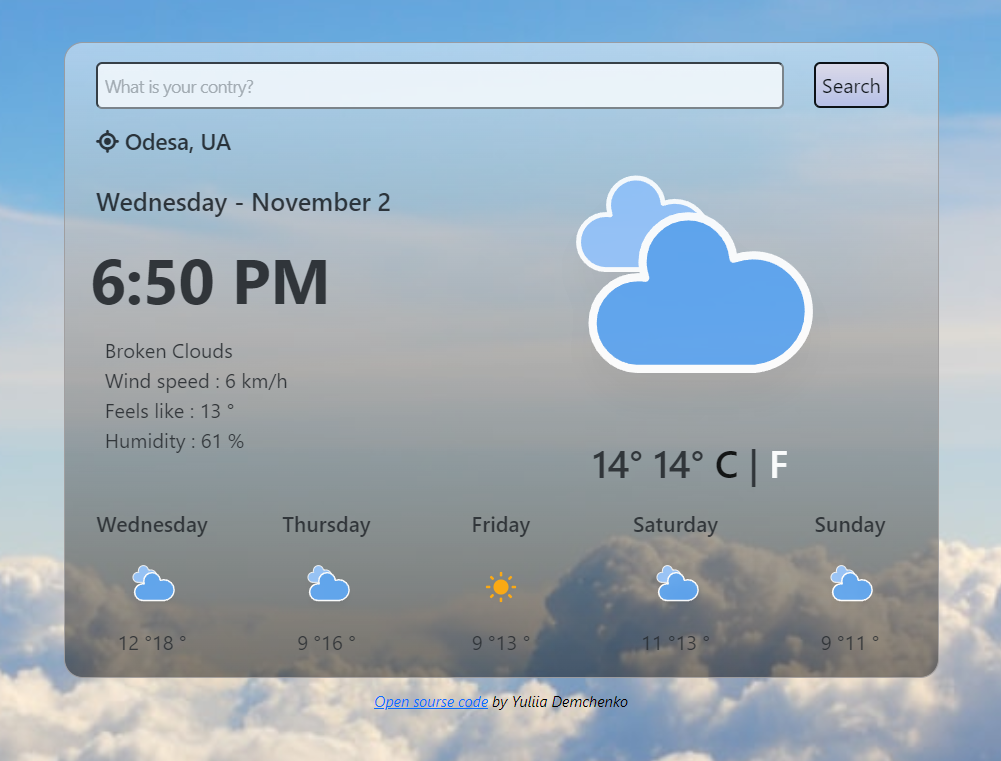 What is your contry?
Search
Odesa, UA
Wednesday - November 2
6:50 PM
Broken Clouds
Wind speed : 6 km/h
Feels like : 13 °
Humidity : 61 %
14° 14° C | F
Wednesday Thursday Friday Saturday Sunday
12 °18 ° 9 °16 ° 9 °13 ° 11 °13 ° 9 °11 °
Open sourse code by Yuliia Demchenko